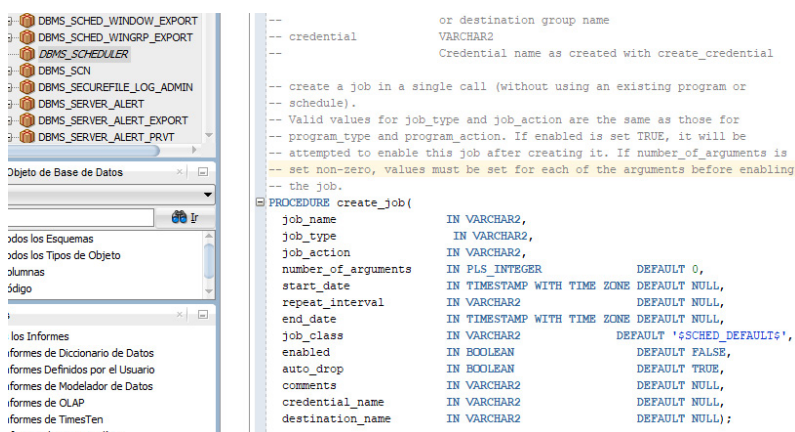 DBMS_SCHED_WINDOW_EXPORT
DBMS_SCHED_WINGRP_EXPORT
DBMS_SCHEDULER
DBMS_SCN
DBMS_SECUREFILE_LOG_ADMIN
DBMS_SERVER_ALERT
DBMS_SERVER_ALERT_EXPORT
DBMS_SERVER_ALERT_PRVT
Objeto de Base de Datos
Ir
odos los Esquemas
odos los Tipos de Objeto
olumnas
ódigo
los Informes
nformes de Diccionario de Datos
nformes Definidos por el Usuario
nformes de Modelador de Datos
nformes de OLAP
nformes de TimesTen
-- or destination group name
-- credential VARCHAR2
-- Credential name as created with create_credential
-- create a job in a single call (without using an existing program or
-- schedule).
-- Valid values for job_type and job_action are the same as those for
-- program_type and program_action. If enabled is set TRUE, it will be
-- attempted to enable this job after creating it. If number_of_arguments is
-- set non-zero, values must be set for each of the arguments before enabling
-- the job.
PROCEDURE create_job(
job_name IN VARCHAR2,
job_type IN VARCHAR2,
job_action IN VARCHAR2,
number_of_arguments IN PLS_INTEGER DEFAULT 0,
start_date IN TIMESTAMP WITH TIME ZONE DEFAULT NULL,
repeat_interval IN VARCHAR2 DEFAULT NULL,
end_date IN TIMESTAMP WITH TIME ZONE DEFAULT NULL,
job_class IN VARCHAR2 DEFAULT '$SCHED_DEFAULT$',
enabled IN BOOLEAN DEFAULT FALSE,
auto_drop IN BOOLEAN DEFAULT TRUE,
comments IN VARCHAR2 DEFAULT NULL,
credential_name IN VARCHAR2 DEFAULT NULL,
destination_name IN VARCHAR2 DEFAULT NULL);